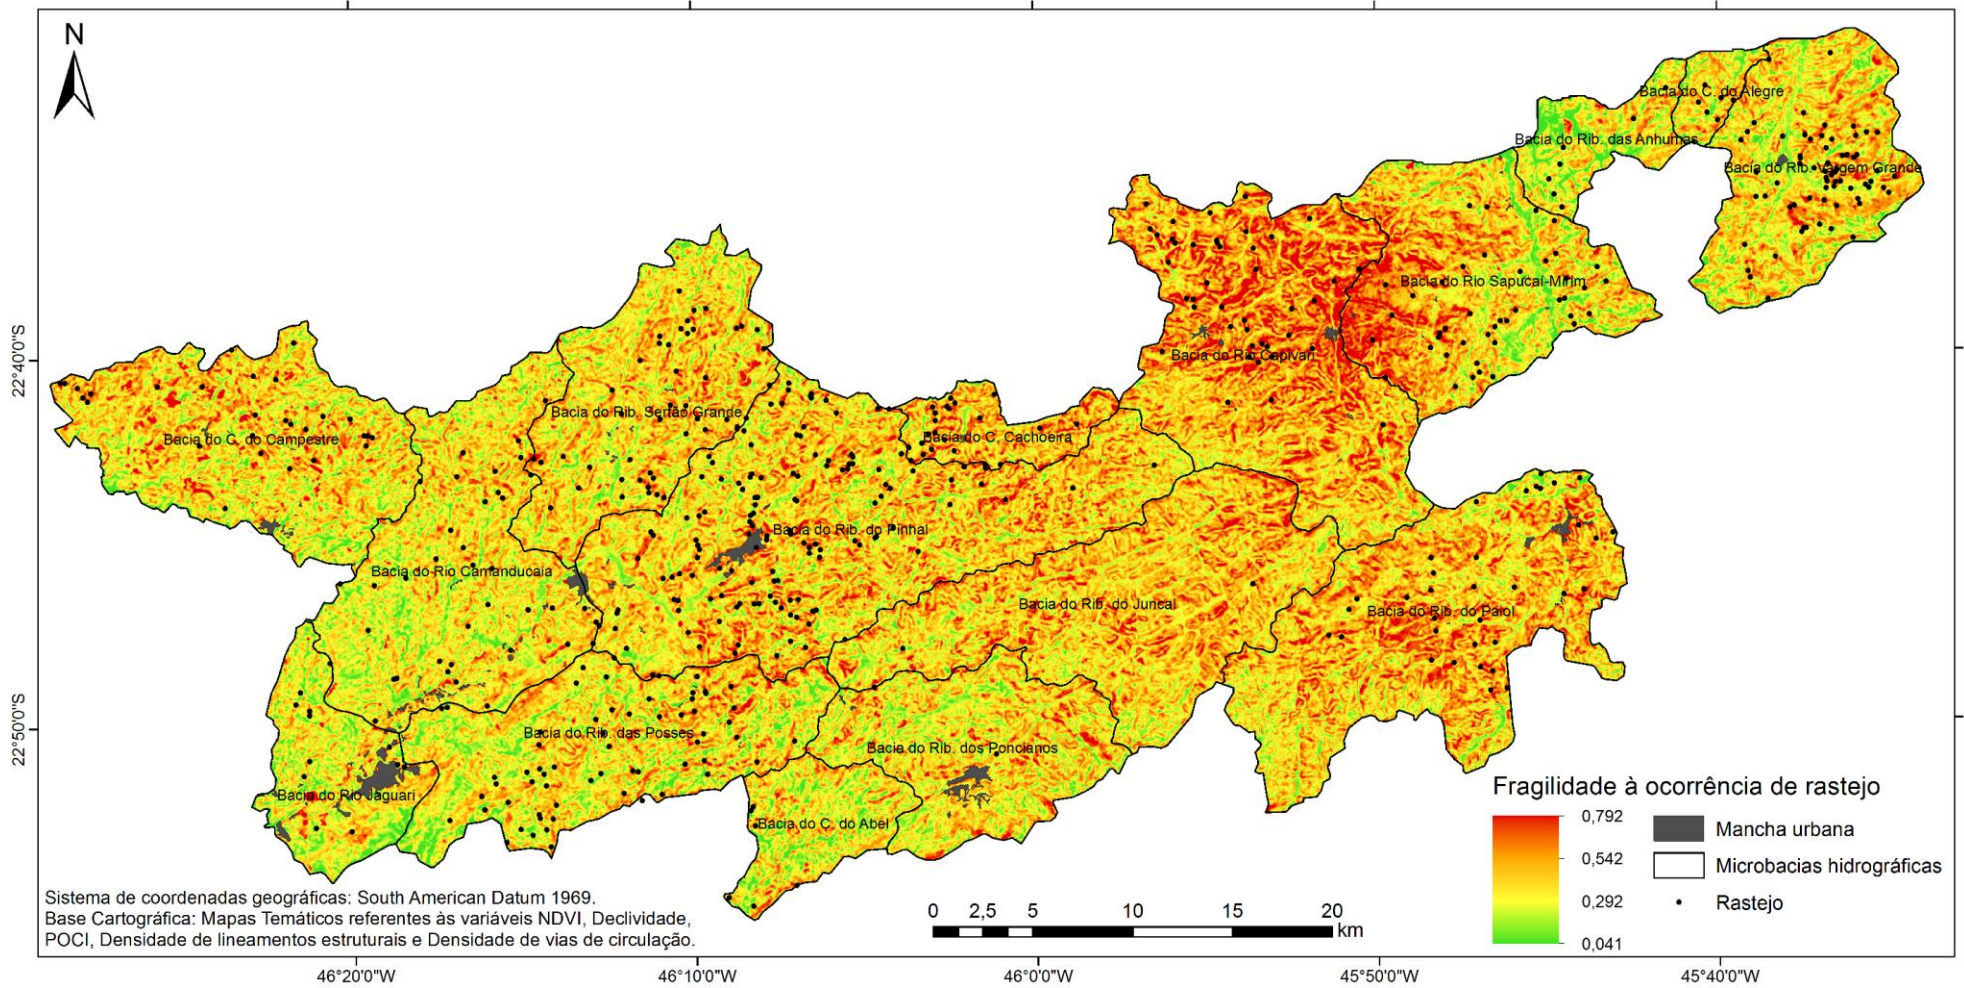 N
Bacia do C. do Alegre
Bacia do Rib. das Anhumas
Bacia do Rib. Vargem Grande
Bacia do Rio Sapucaí-Mirim
22°40'0"S
Bacia do Rio Capivari
Bacia do Rib. Sertão Grande
Bacia do C. do Campestre
Bacia do C. Cachoeira
Bacia do Rib. do Pinhal
Bacia do Rio Camanducaia
Bacia do Rib. do Juncal
Bacia do Rib. do Paiol
22°50'0"S
Bacia do Rib. das Posses
Bacia do Rib. dos Poncianos
Bacia do Rio Jaguari
Bacia do C. do Abel
Fragilidade à ocorrência de rastejo
0,792
0,542
0,292
0,041
Mancha urbana
Microbacias hidrográficas
Rastejo
Sistema de coordenadas geográficas: South American Datum 1969.
Base Cartográfica: Mapas Temáticos referentes às variáveis NDVI, Declividade,
POCI, Densidade de lineamentos estruturais e Densidade de vias de circulação.
0 2,5 5 10 15 20
km
46°20'0"W 46°10'0"W 46°0'0"W 45°50'0"W 45°40'0"W